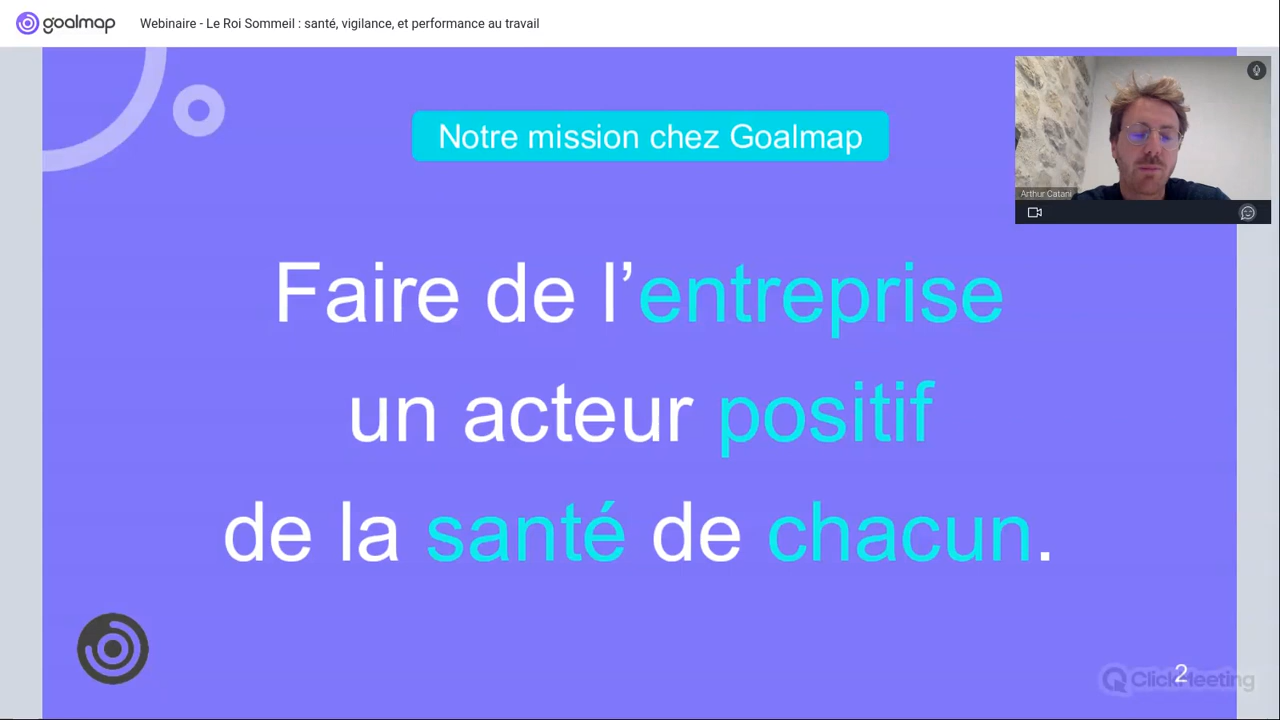 goalmap Webinaire - Le Roi Sommeil : santé, vigilance, et performance au travail
Notre mission chez Goalmap
Arthur Catani
Faire de l’entreprise
un acteur positif
de la santé de chacun.
2
ClickMeeting